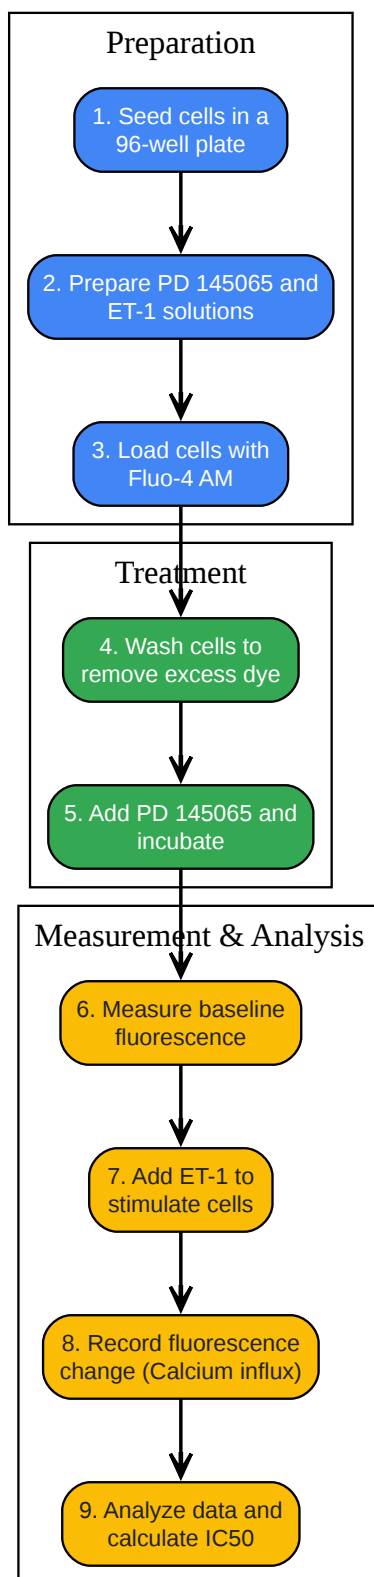 Preparation
1. Seed cells in a
96-well plate
2. Prepare PD 145065 and
ET-1 solutions
3. Load cells with
Fluo-4 AM
Treatment
4. Wash cells to
remove excess dye
5. Add PD 145065 and
incubate
Measurement & Analysis
6. Measure baseline
fluorescence
7. Add ET-1 to
stimulate cells
8. Record fluorescence
change (Calcium influx)
9. Analyze data and
calculate IC50